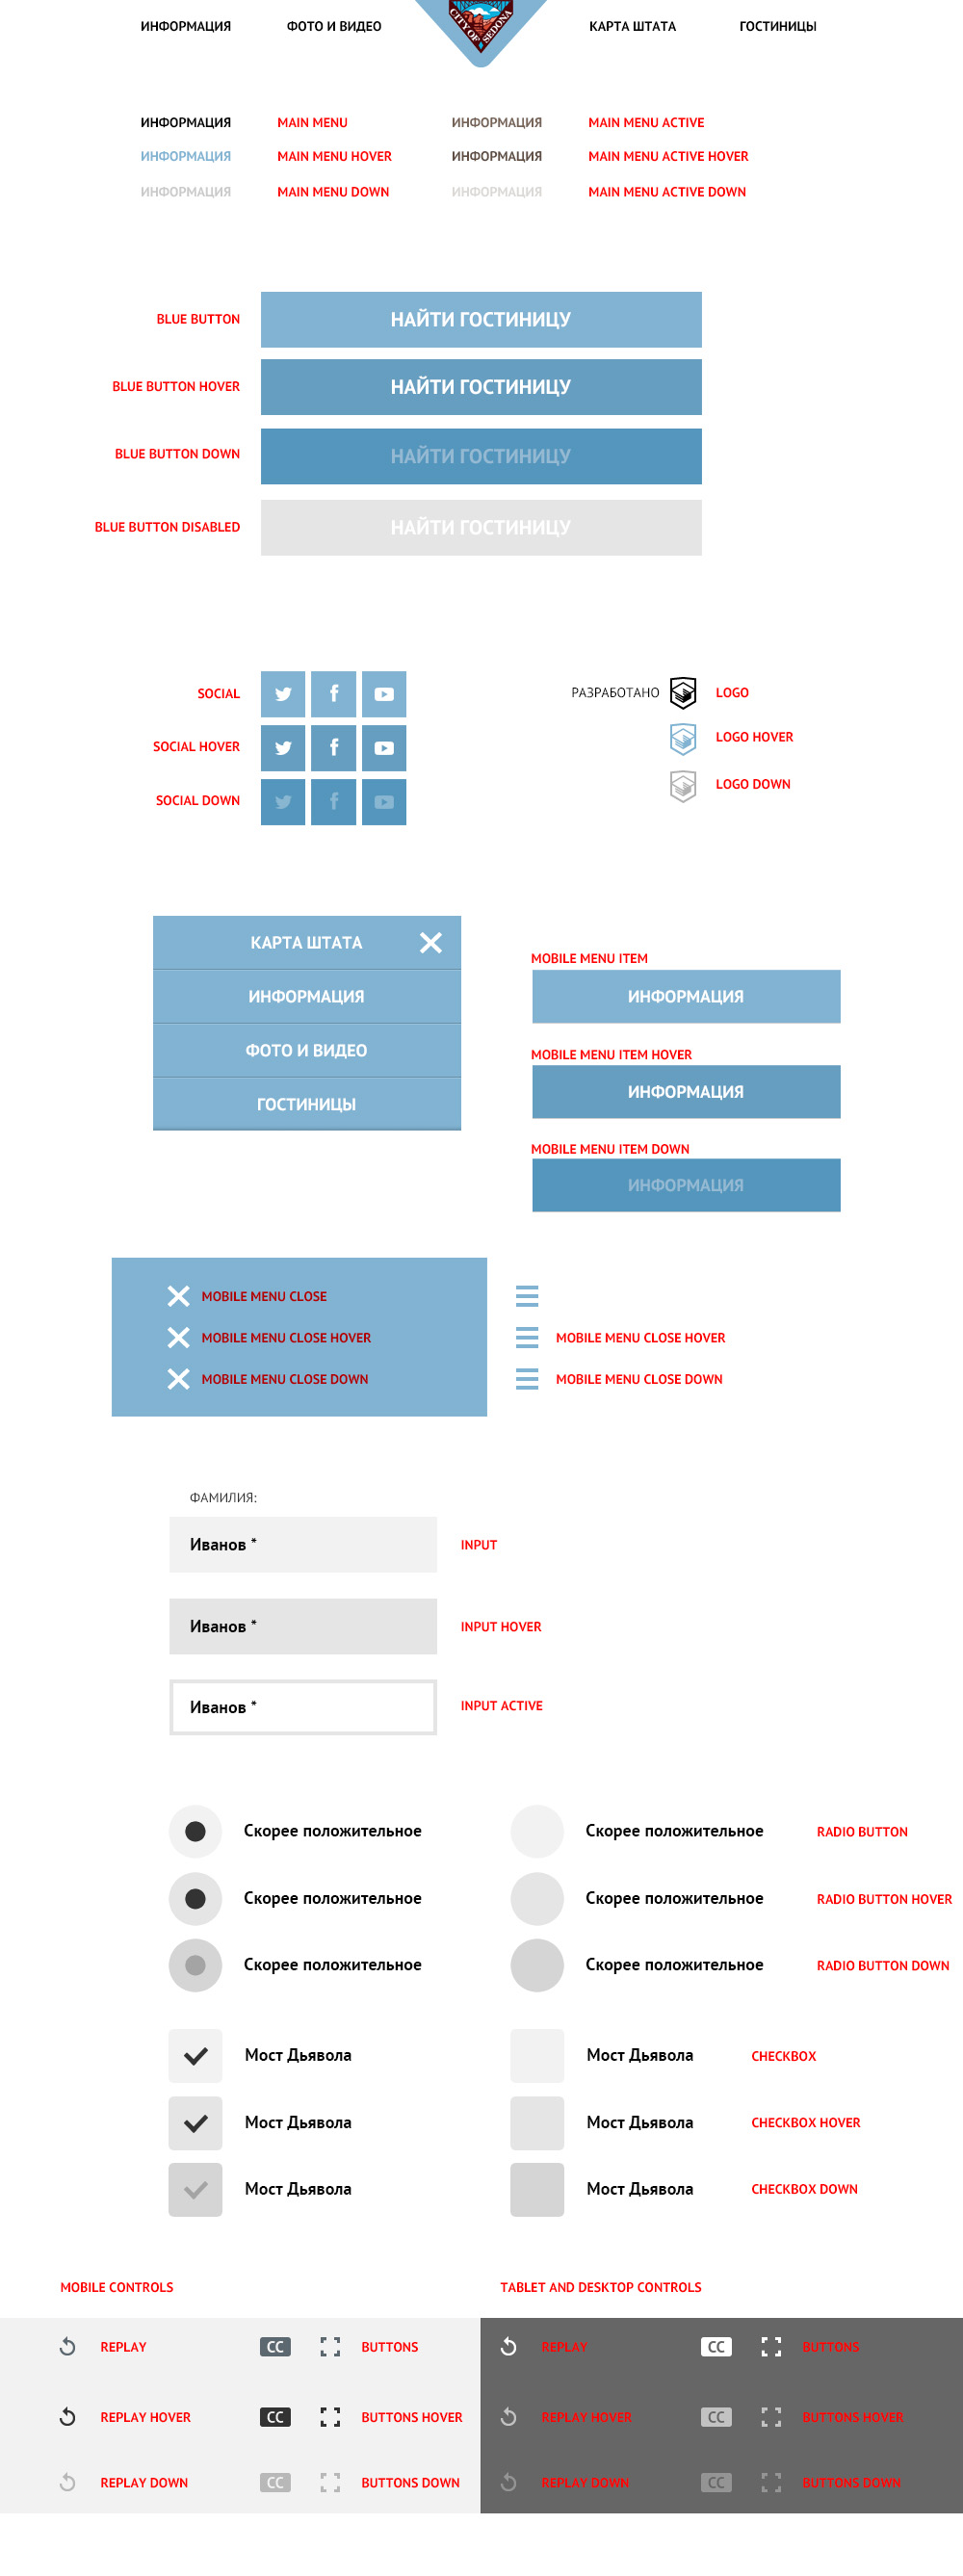 ИНФОРМАЦИЯ ФОТО И ВИДЕО CITY OF SEDONA КАРТА ШТАТА ГОСТИНИЦЫ
ИНФОРМАЦИЯ MAIN MENU ИНФОРМАЦИЯ MAIN MENU ACTIVE
ИНФОРМАЦИЯ MAIN MENU HOVER ИНФОРМАЦИЯ MAIN MENU ACTIVE HOVER
ИНФОРМАЦИЯ MAIN MENU DOWN ИНФОРМАЦИЯ MAIN MENU ACTIVE DOWN
BLUE BUTTON НАЙТИ ГОСТИНИЦУ
BLUE BUTTON HOVER НАЙТИ ГОСТИНИЦУ
BLUE BUTTON DOWN НАЙТИ ГОСТИНИЦУ
BLUE BUTTON DISABLED НАЙТИ ГОСТИНИЦУ
SOCIAL f РАЗРАБОТАНО LOGO
SOCIAL HOVER f LOGO HOVER
SOCIAL DOWN f LOGO DOWN
КАРТА ШТАТА
ИНФОРМАЦИЯ
ФОТО И ВИДЕО
ГОСТИНИЦЫ
MOBILE MENU ITEM
ИНФОРМАЦИЯ
MOBILE MENU ITEM HOVER
ИНФОРМАЦИЯ
MOBILE MENU ITEM DOWN
ИНФОРМАЦИЯ
MOBILE MENU CLOSE
MOBILE MENU CLOSE HOVER MOBILE MENU CLOSE HOVER
MOBILE MENU CLOSE DOWN MOBILE MENU CLOSE DOWN
ФАМИЛИЯ:
Иванов * INPUT
Иванов * INPUT HOVER
Иванов * INPUT ACTIVE
Скорее положительное Скорее положительное RADIO BUTTON
Скорее положительное Скорее положительное RADIO BUTTON HOVER
Скорее положительное Скорее положительное RADIO BUTTON DOWN
Мост Дьявола Мост Дьявола CHECKBOX
Мост Дьявола Мост Дьявола CHECKBOX HOVER
Мост Дьявола Мост Дьявола CHECKBOX DOWN
MOBILE CONTROLS TABLET AND DESKTOP CONTROLS
REPLAY CC BUTTONS REPLAY CC BUTTONS
REPLAY HOVER CC BUTTONS HOVER REPLAY HOVER CC BUTTONS HOVER
REPLAY DOWN CC BUTTONS DOWN REPLAY DOWN CC BUTTONS DOWN